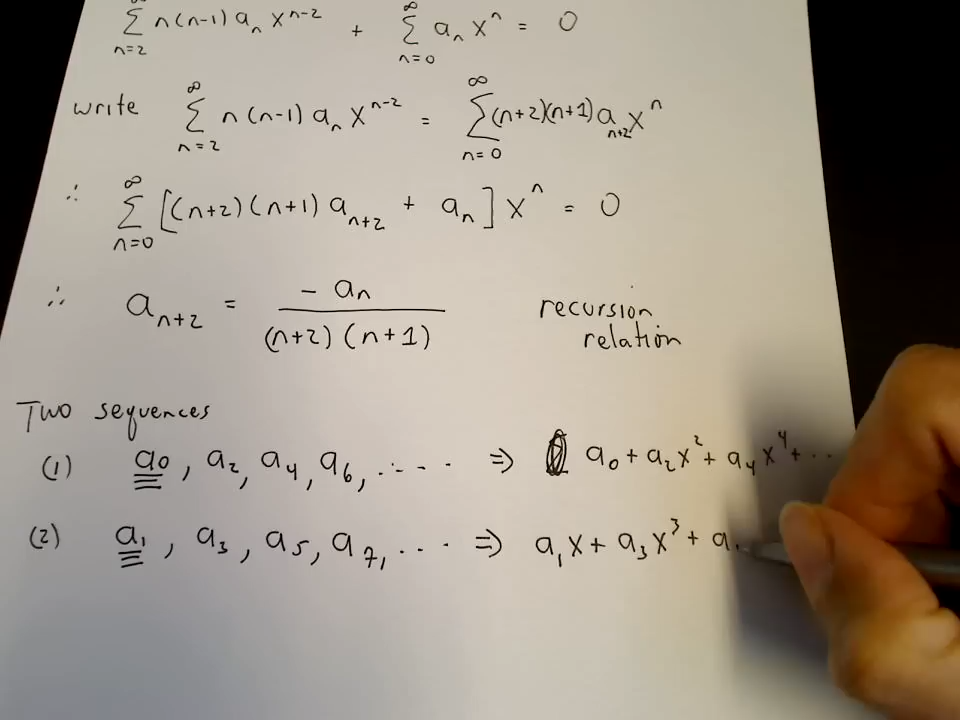 ∑_{n=2}^{∞} n(n-1) a_n x^{n-2} + ∑_{n=0}^{∞} a_n x^n = 0
write ∑_{n=2}^{∞} n(n-1) a_n x^{n-2} = ∑_{n=0}^{∞} (n+2)(n+1) a_{n+2} x^n
∴ ∑_{n=0}^{∞} [(n+2)(n+1) a_{n+2} + a_n] x^n = 0
∴ a_{n+2} = \frac{-a_n}{(n+2)(n+1)} recursion
relation
Two sequences
(1) a_0, a_2, a_4, a_6, ..... ⇒ a_0 + a_2x^2 + a_4x^4 + ...
(2) a_1, a_3, a_5, a_7, ... ⇒ a_1x + a_3x^3 + a